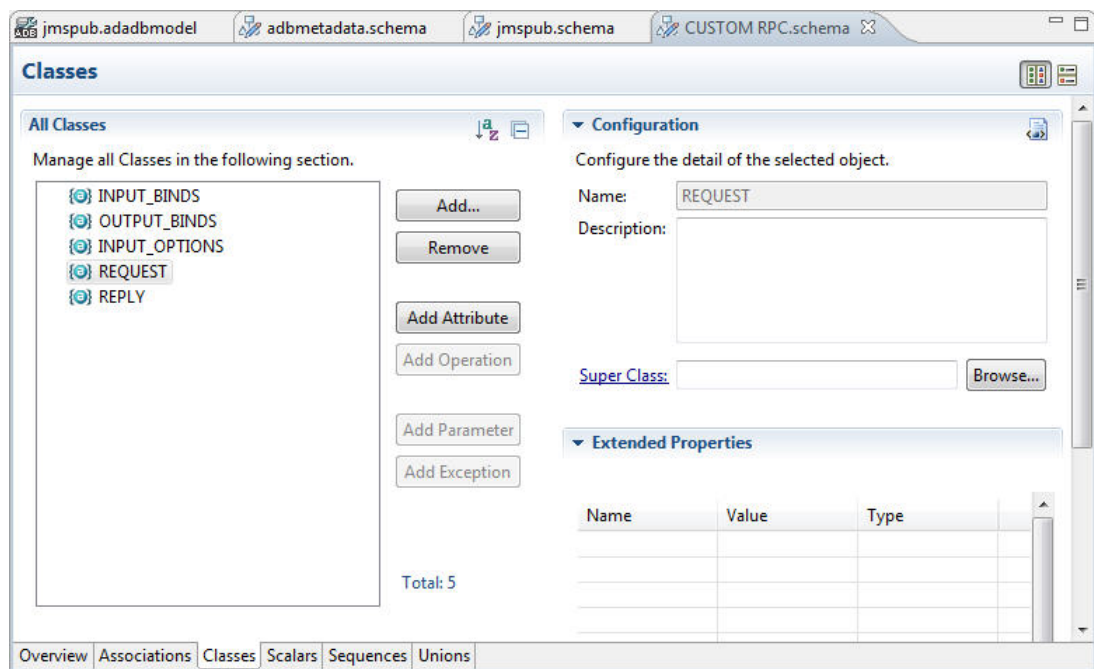 ADB jmspub.adadbmodel adbmetadata.schema jmspub.schema CUSTOM RPC.schema
Classes
All Classes
a
z
Manage all Classes in the following section.
INPUT_BINDS
OUTPUT_BINDS
INPUT_OPTIONS
REQUEST
REPLY
Add...
Remove
Add Attribute
Add Operation
Add Parameter
Add Exception
Total: 5
Configuration
Configure the detail of the selected object.
Name: REQUEST
Description:
Super Class: Browse...
Extended Properties
Name Value Type
Overview Associations Classes Scalars Sequences Unions